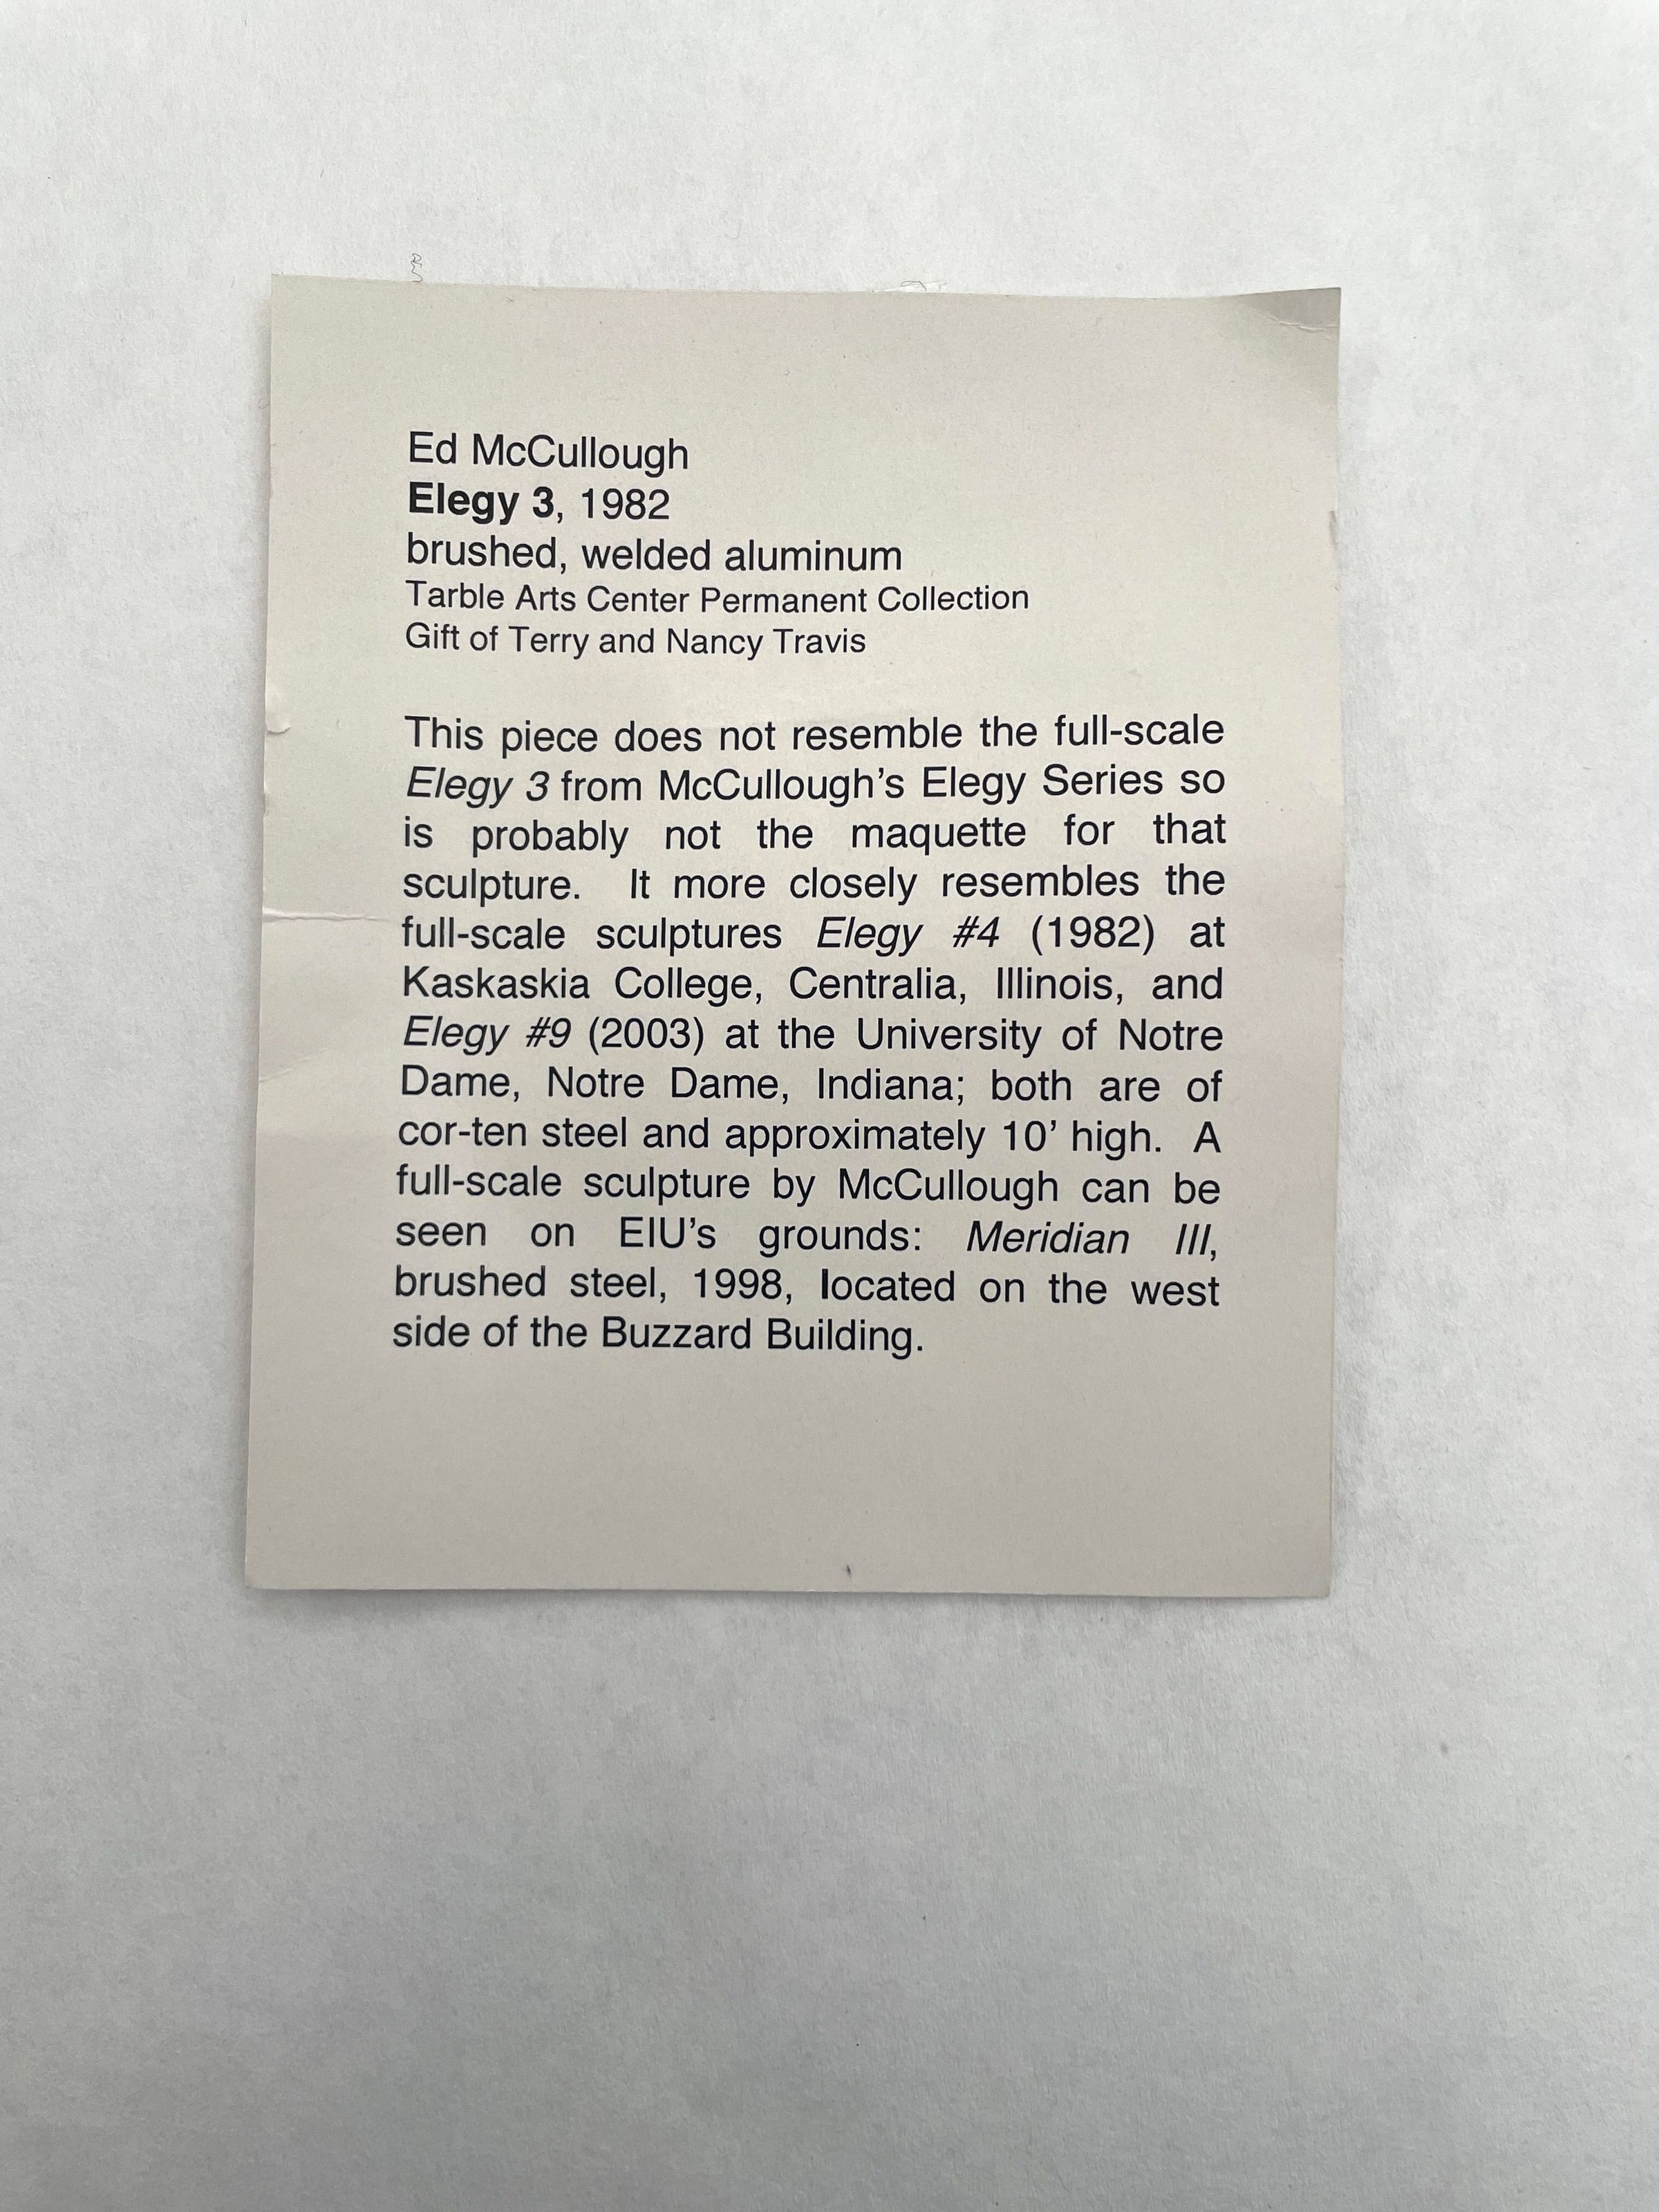 Ed McCullough
Elegy 3, 1982
brushed, welded aluminum
Tarble Arts Center Permanent Collection
Gift of Terry and Nancy Travis
This piece does not resemble the full-scale
Elegy 3 from McCullough’s Elegy Series so
is probably not the maquette for that
sculpture. It more closely resembles the
full-scale sculptures Elegy #4 (1982) at
Kaskaskia College, Centralia, Illinois, and
Elegy #9 (2003) at the University of Notre
Dame, Notre Dame, Indiana; both are of
cor-ten steel and approximately 10’ high. A
full-scale sculpture by McCullough can be
seen on EIU’s grounds: Meridian III,
brushed steel, 1998, located on the west
side of the Buzzard Building.